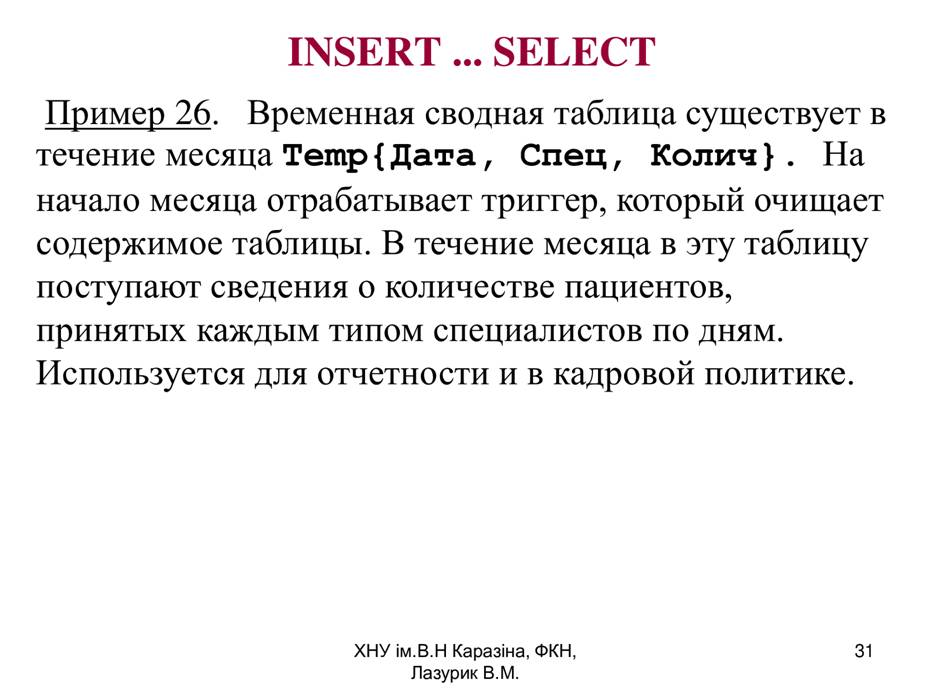 INSERT ... SELECT
Пример 26. Временная сводная таблица существует в
течение месяца Temp{Дата, Спец, Колич}. На
начало месяца отрабатывает триггер, который очищает
содержимое таблицы. В течение месяца в эту таблицу
поступают сведения о количестве пациентов,
принятых каждым типом специалистов по дням.
Используется для отчетности и в кадровой политике.
ХНУ ім.В.Н Каразіна, ФКН,
Лазурик В.М.
31